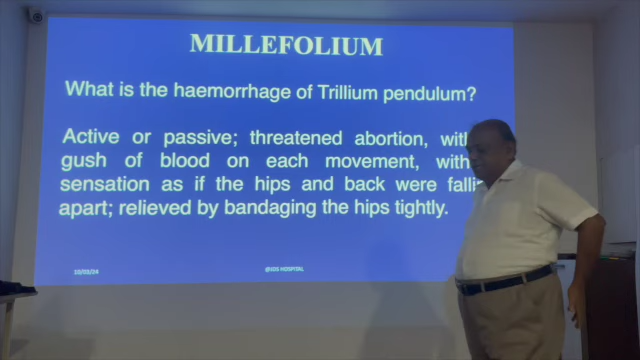 MILLEFOLIUM
What is the haemorrhage of Trillium pendulum?
Active or passive; threatened abortion, with
gush of blood on each movement, with
sensation as if the hips and back were
apart; relieved by bandaging the hips tightly.
10/03/24 @JOS HOSPITAL